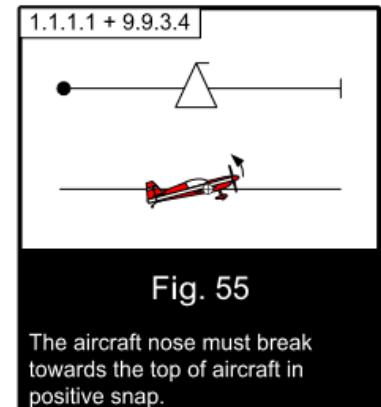 1.1.1.1 + 9.9.3.4
Fig. 55
The aircraft nose must break
towards the top of aircraft in
positive snap.